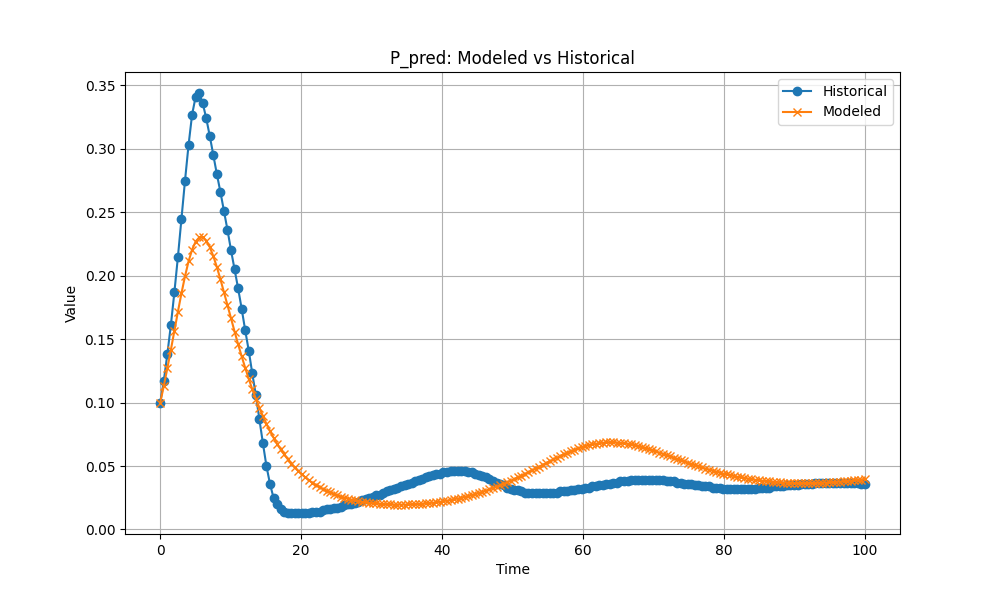 P_pred: Modeled vs Historical
Historical
Modeled
0.35
0.30
0.25
0.20
0.15
0.10
0.05
0.00
Value
0 20 40 60 80 100
Time